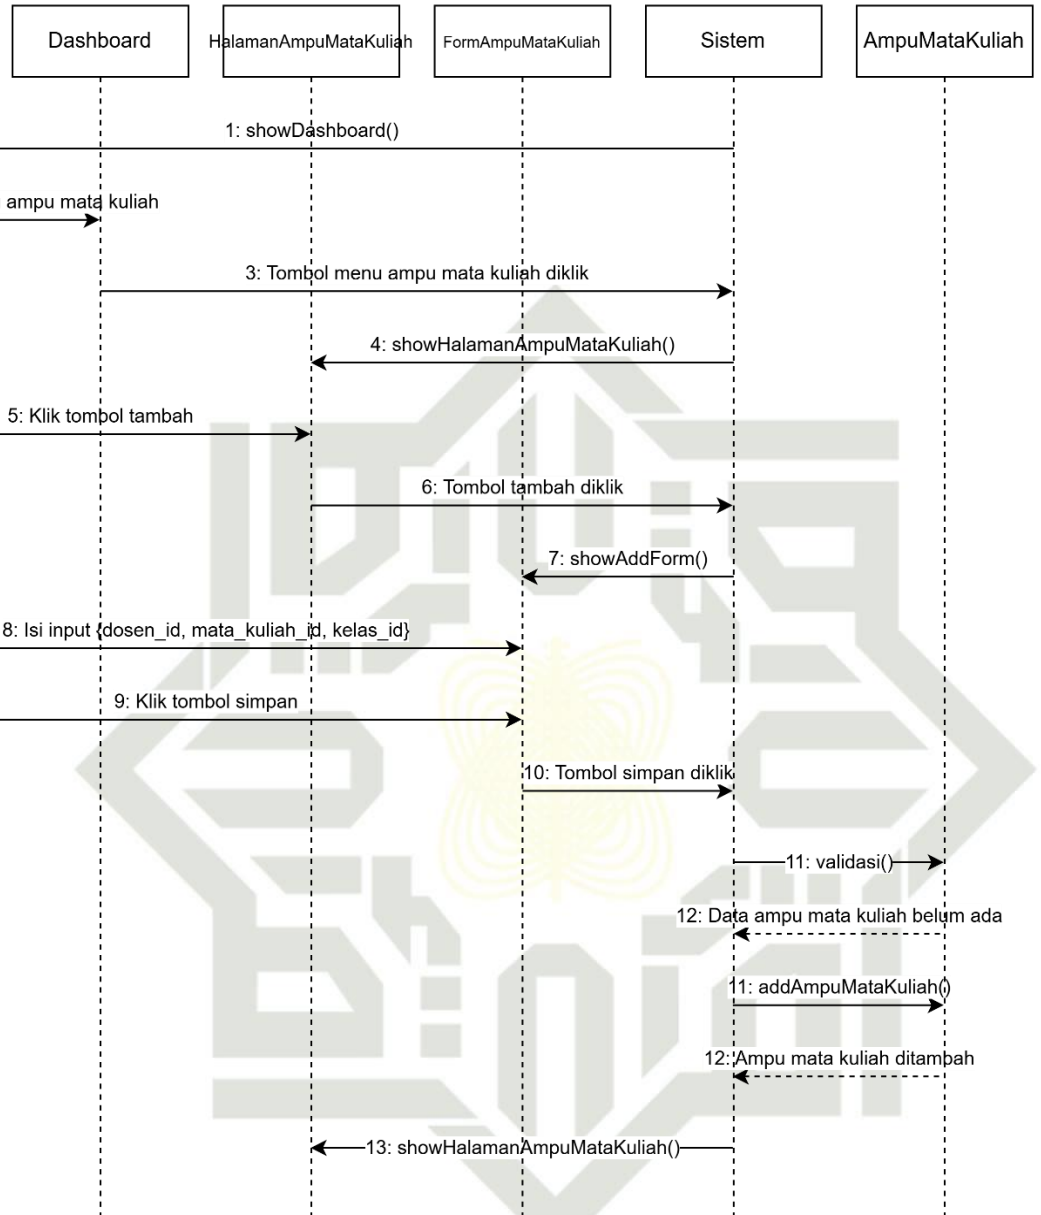 Dashboard
HalamanAmpuMataKuliah
FormAmpuMataKuliah
Sistem
AmpuMataKuliah
1: showDashboard()
ampu mata kuliah
3: Tombol menu ampu mata kuliah diklik
4: showHalamanAmpuMataKuliah()
5: Klik tombol tambah
6: Tombol tambah diklik
7: showAddForm()
8: Isi input {dosen_id, mata_kuliah_id, kelas_id}
9: Klik tombol simpan
10: Tombol simpan diklik
11: validasi()
12: Data ampu mata kuliah belum ada
11: addAmpuMataKuliah()
12: Ampu mata kuliah ditambah
13: showHalamanAmpuMataKuliah()